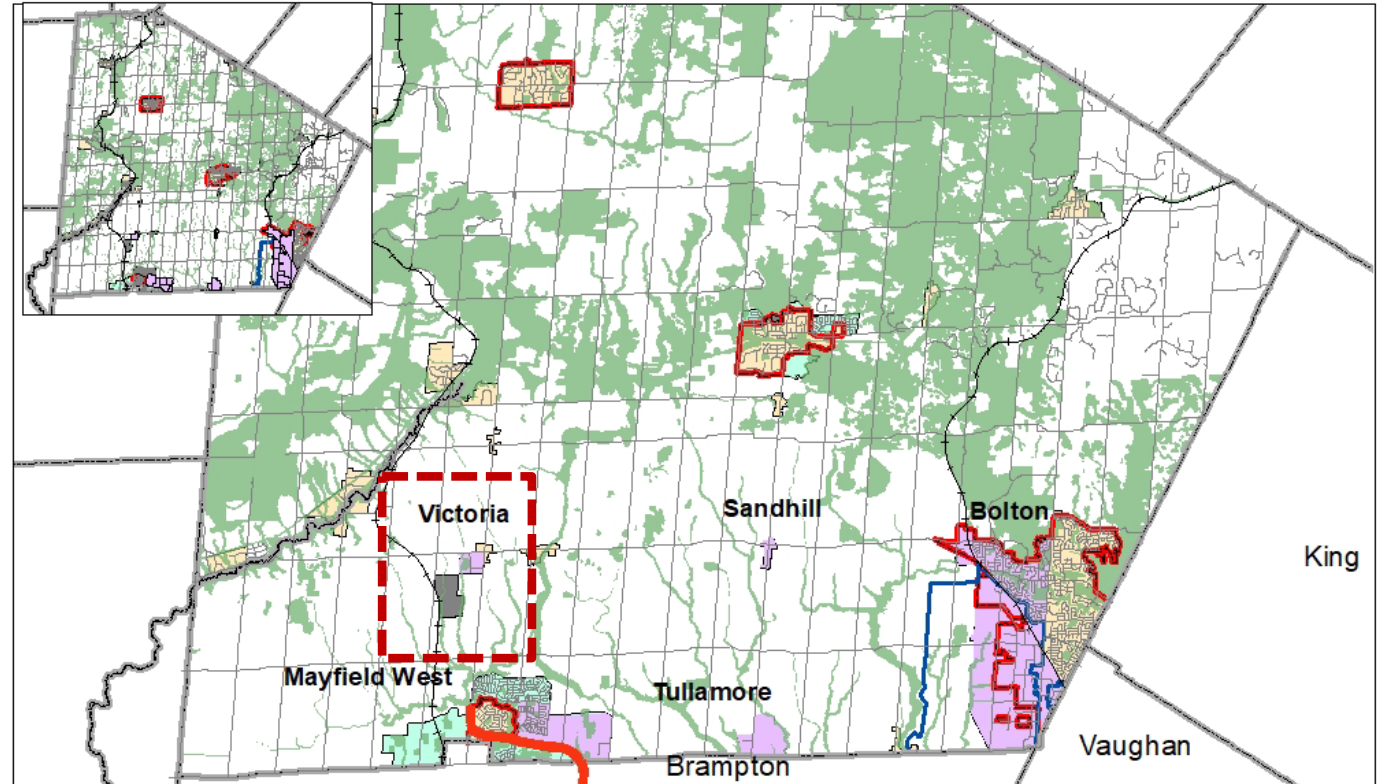 Victoria
Sandhill
Bolton
King
Mayfield West
Tullamore
Vaughan
Brampton